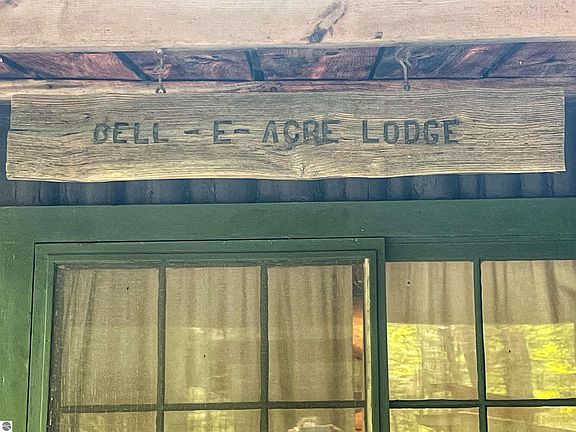 BELL - E - ACRE LODGE